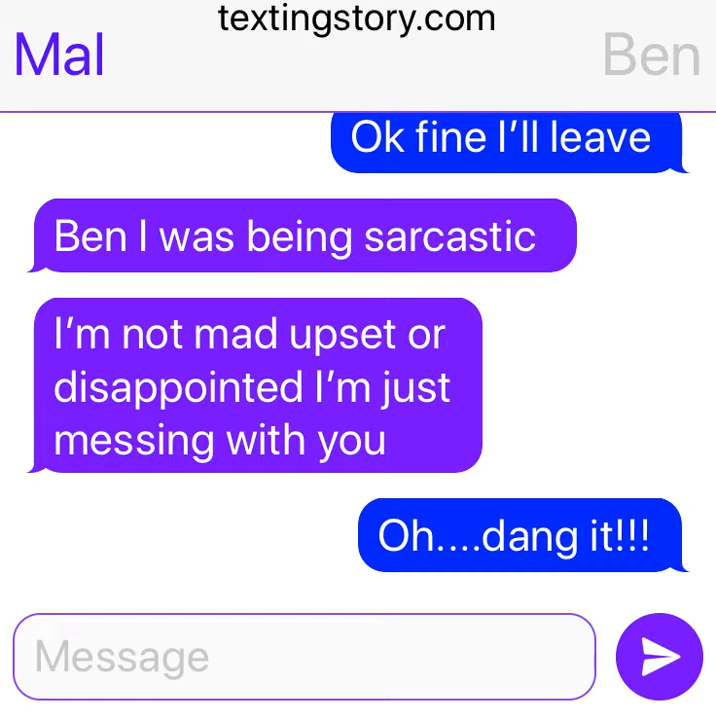 textingstory.com
Mal
Ben
Ok fine I’ll leave
Ben I was being sarcastic
I’m not mad upset or
disappointed I’m just
messing with you
Oh....dang it!!!
Message